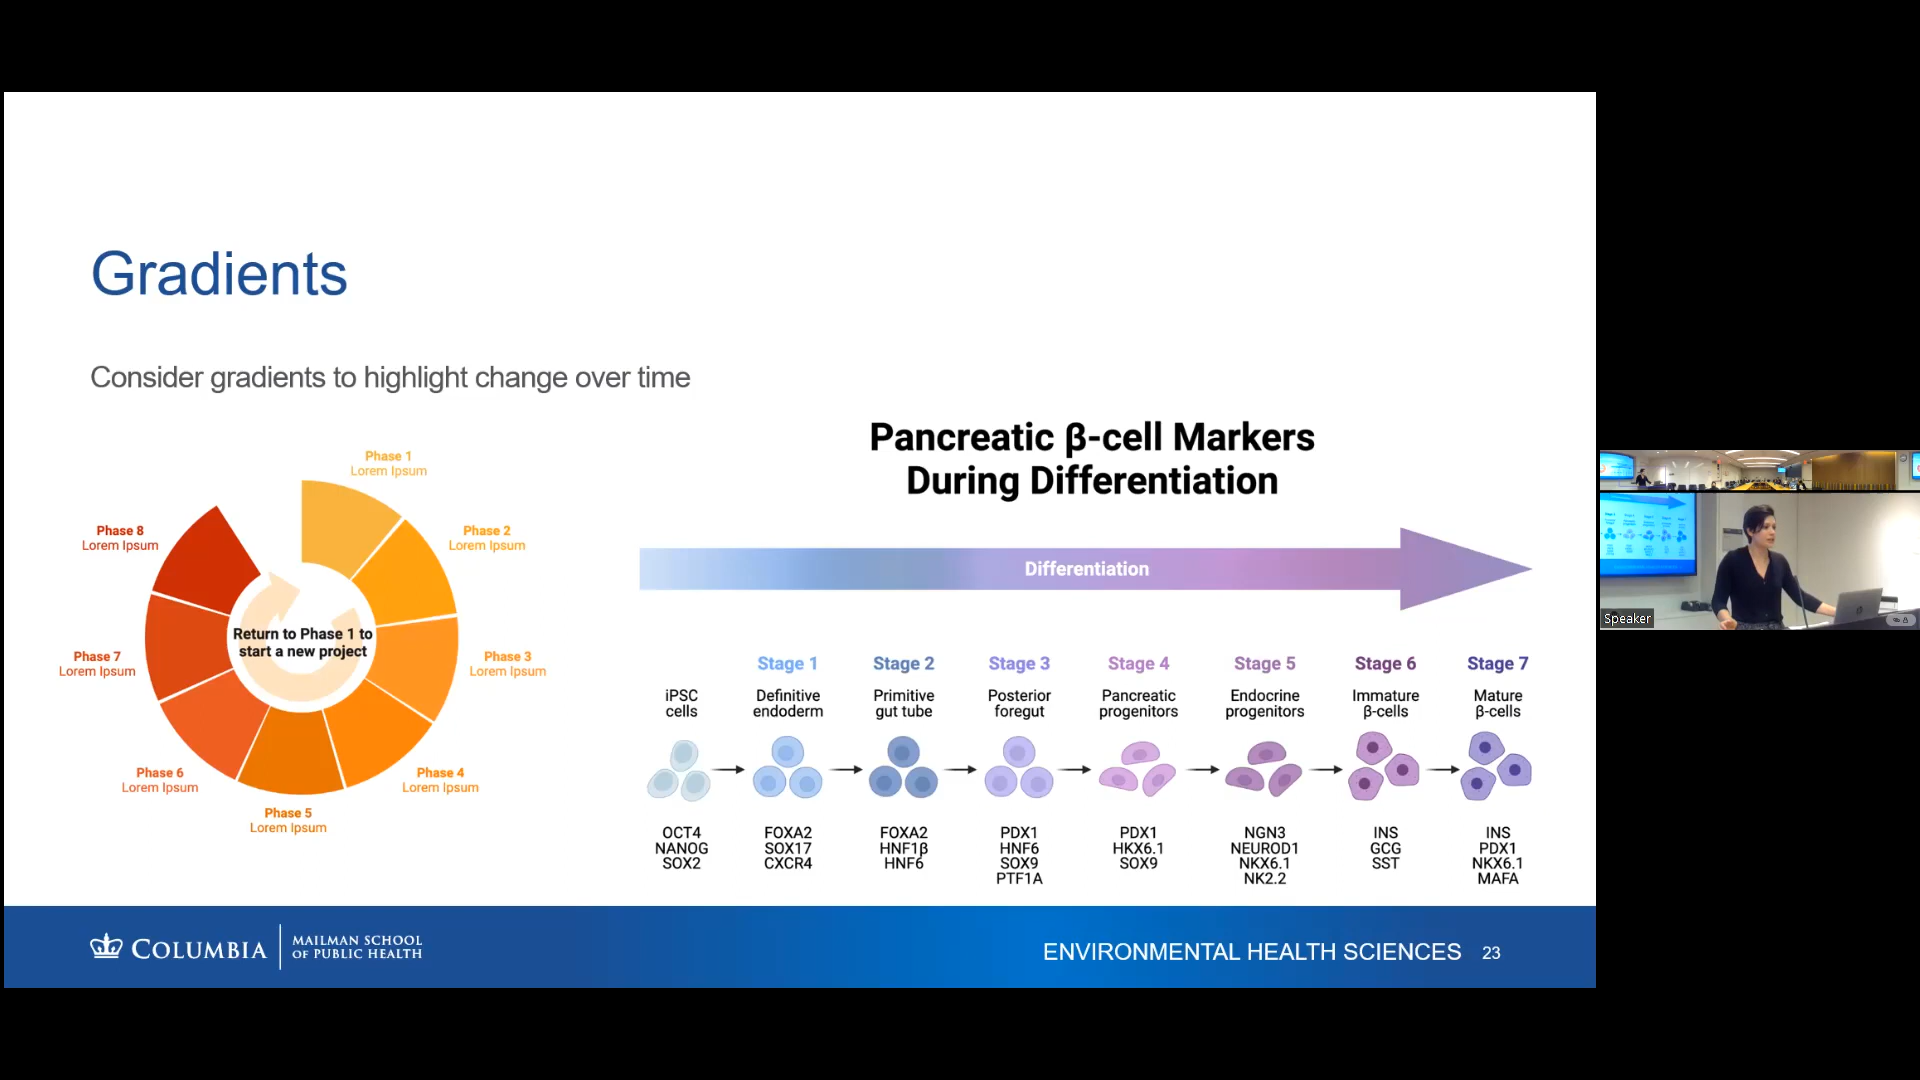 Gradients
Consider gradients to highlight change over time
Phase 1
Lorem Ipsum
Phase 2
Lorem Ipsum
Phase 3
Lorem Ipsum
Phase 4
Lorem Ipsum
Phase 5
Lorem Ipsum
Phase 6
Lorem Ipsum
Phase 7
Lorem Ipsum
Phase 8
Lorem Ipsum
Return to Phase 1 to
start a new project
Pancreatic β-cell Markers
During Differentiation
Differentiation
iPSC
cells
OCT4
NANOG
SOX2
Stage 1
Definitive
endoderm
FOXA2
SOX17
CXCR4
Stage 2
Primitive
gut tube
FOXA2
HNF1β
HNF6
Stage 3
Posterior
foregut
PDX1
HNF6
SOX9
PTF1A
Stage 4
Pancreatic
progenitors
PDX1
HKX6.1
SOX9
Stage 5
Endocrine
progenitors
NGN3
NEUROD1
NKX6.1
NK2.2
Stage 6
Immature
β-cells
INS
GCG
SST
Stage 7
Mature
β-cells
INS
PDX1
NKX6.1
MAFA
COLUMBIA
MAILMAN SCHOOL
OF PUBLIC HEALTH
ENVIRONMENTAL HEALTH SCIENCES 23
Speaker